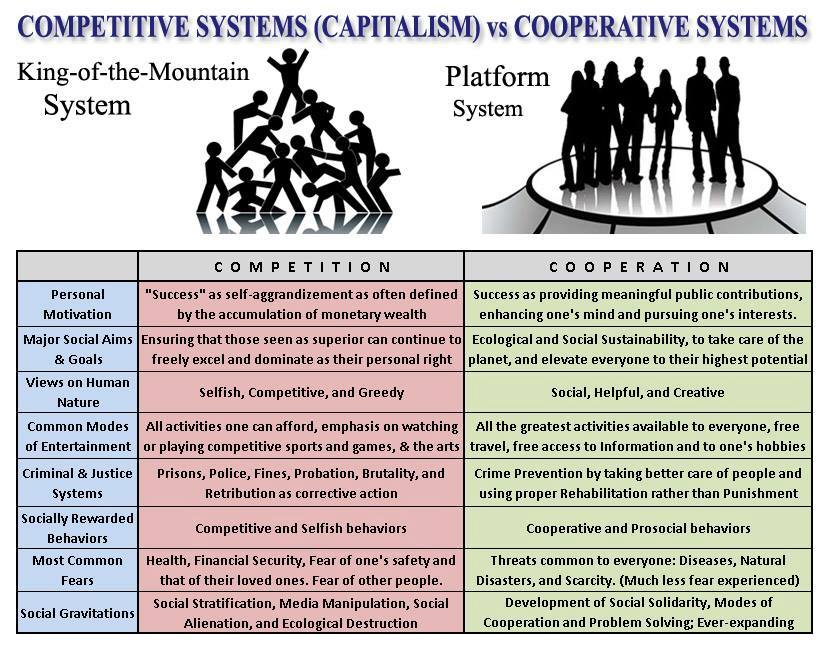 COMPETITIVE SYSTEMS (CAPITALISM) vs COOPERATIVE SYSTEMS
King-of-the-Mountain
System
Platform
System
COMPETITION
COOPERATION
Personal
Motivation
"Success" as self-aggrandizement as often defined
by the accumulation of monetary wealth
Success as providing meaningful public contributions,
enhancing one's mind and pursuing one's interests.
Major Social Aims
& Goals
Ensuring that those seen as superior can continue to
freely excel and dominate as their personal right
Ecological and Social Sustainability, to take care of the
planet, and elevate everyone to their highest potential
Views on Human
Nature
Selfish, Competitive, and Greedy
Social, Helpful, and Creative
Common Modes
of Entertainment
All activities one can afford, emphasis on watching
or playing competitive sports and games, & the arts
All the greatest activities available to everyone, free
travel, free access to Information and to one's hobbies
Criminal & Justice
Systems
Prisons, Police, Fines, Probation, Brutality, and
Retribution as corrective action
Crime Prevention by taking better care of people and
using proper Rehabilitation rather than Punishment
Socially Rewarded
Behaviors
Competitive and Selfish behaviors
Cooperative and Prosocial behaviors
Most Common
Fears
Health, Financial Security, Fear of one's safety and
that of their loved ones. Fear of other people.
Threats common to everyone: Diseases, Natural
Disasters, and Scarcity. (Much less fear experienced)
Social Gravitations
Social Stratification, Media Manipulation, Social
Alienation, and Ecological Destruction
Development of Social Solidarity, Modes of
Cooperation and Problem Solving; Ever-expanding